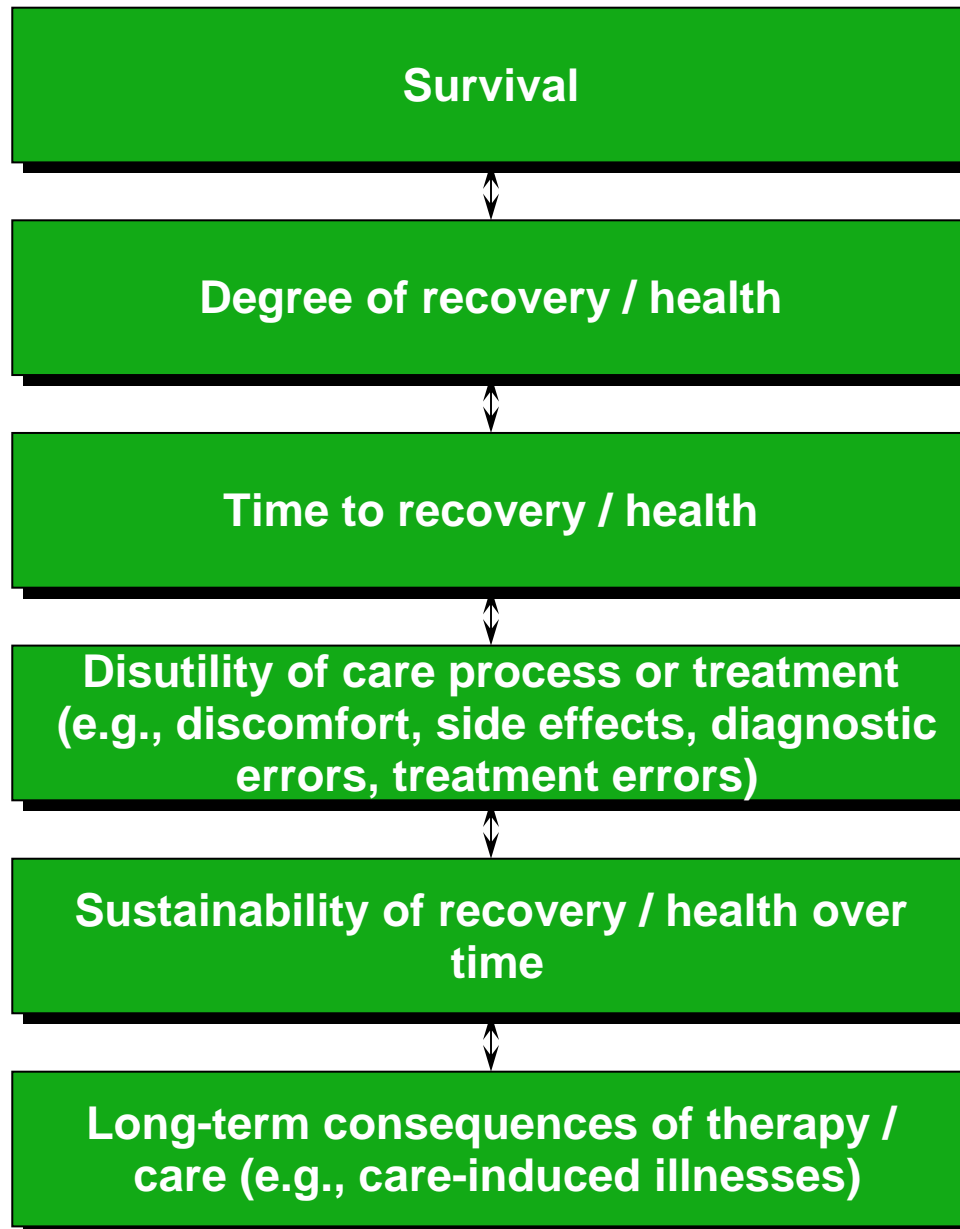 Survival
Degree of recovery / health
Time to recovery / health
Disutility of care process or treatment
(e.g., discomfort, side effects, diagnostic
errors, treatment errors)
Sustainability of recovery / health over
time
Long-term consequences of therapy /
care (e.g., care-induced illnesses)